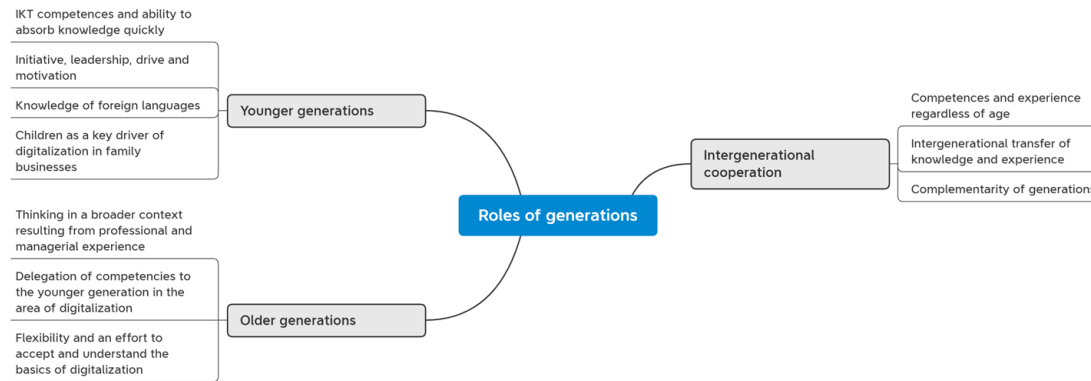 IKT competences and ability to
absorb knowledge quickly
Initiative, leadership, drive and
motivation
Knowledge of foreign languages
Children as a key driver of
digitalization in family
businesses
Younger generations
Thinking in a broader context
resulting from professional and
managerial experience
Delegation of competencies to
the younger generation in the
area of digitalization
Flexibility and an effort to
accept and understand the
basics of digitalization
Older generations
Roles of generations
Intergenerational
cooperation
Competences and experience
regardless of age
Intergenerational transfer of
knowledge and experience
Complementarity of generations